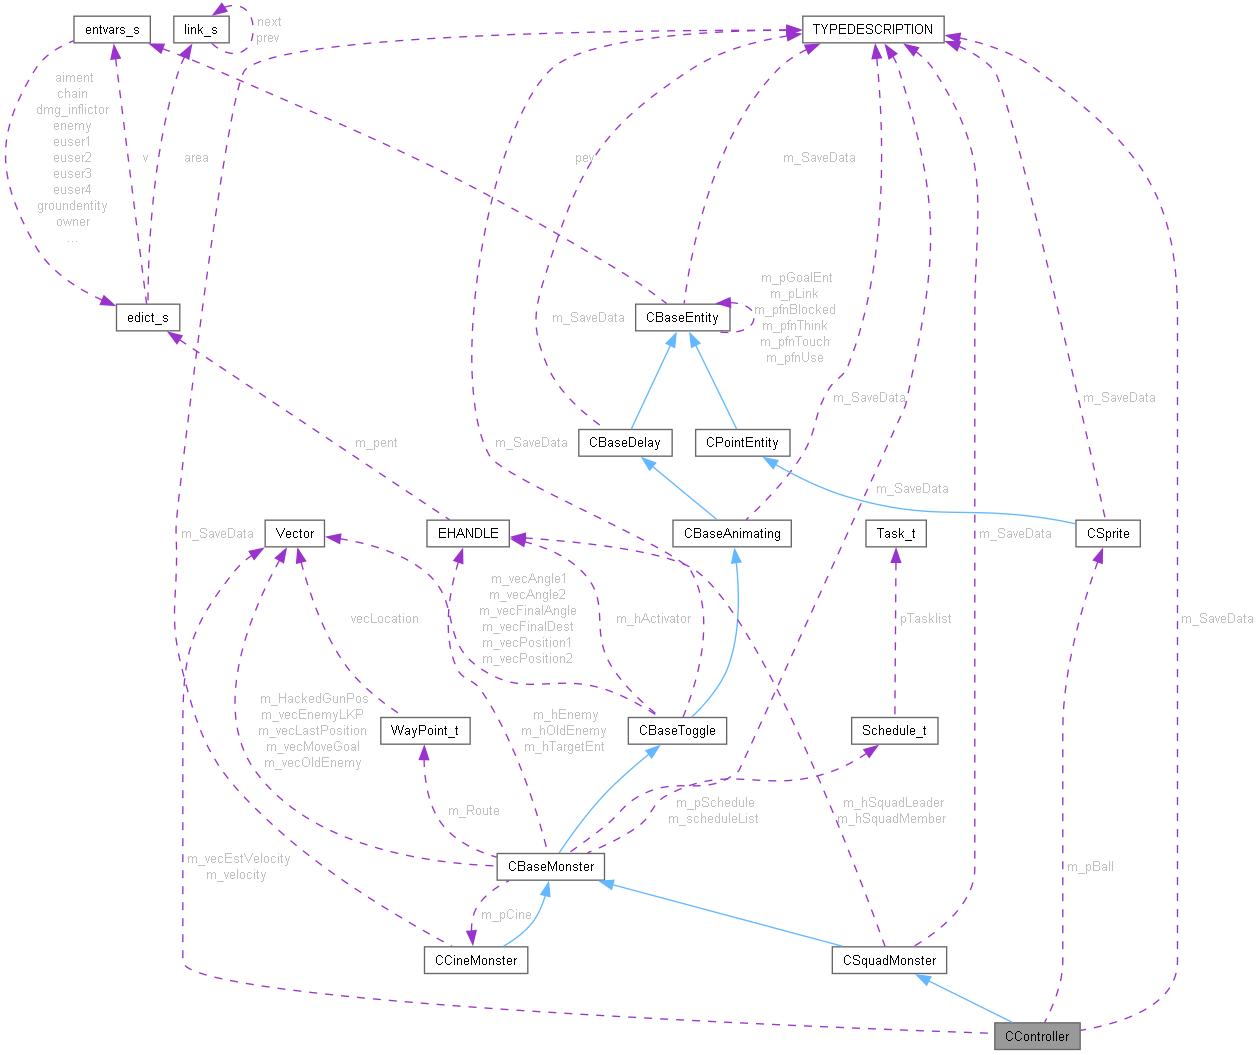 entvars_s
link_s
next
prev
TYPEDESCRIPTION
aiment
chain
dmg_inflictor
enemy
euser1
euser2
euser3
euser4
groundentity
owner
...
v
area
pev
m_SaveData
edict_s
CBaseEntity
m_pGoalEnt
m_pLink
m_pfnBlocked
m_pfnThink
m_pfnTouch
m_pfnUse
m_SaveData
m_SaveData
m_SaveData
m_pent
m_SaveData
CBaseDelay
CPointEntity
m_SaveData
m_SaveData
Vector
EHANDLE
CBaseAnimating
Task_t
m_SaveData
CSprite
vecLocation
m_vecAngle1
m_vecAngle2
m_vecFinalAngle
m_vecFinalDest
m_vecPosition1
m_vecPosition2
m_hActivator
pTasklist
m_SaveData
m_HackedGunPos
m_vecEnemyLKP
m_vecLastPosition
m_vecMoveGoal
m_vecOldEnemy
WayPoint_t
m_hEnemy
m_hOldEnemy
m_hTargetEnt
CBaseToggle
Schedule_t
m_Route
m_pSchedule
m_scheduleList
m_hSquadLeader
m_hSquadMember
m_vecEstVelocity
m_velocity
CBaseMonster
m_pBall
m_pCine
CCineMonster
CSquadMonster
CController